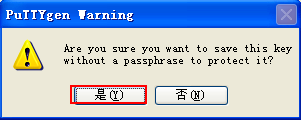 PuTTYgen Warning
Are you sure you want to save this key
without a passphrase to protect it?
是(Y)
否(N)